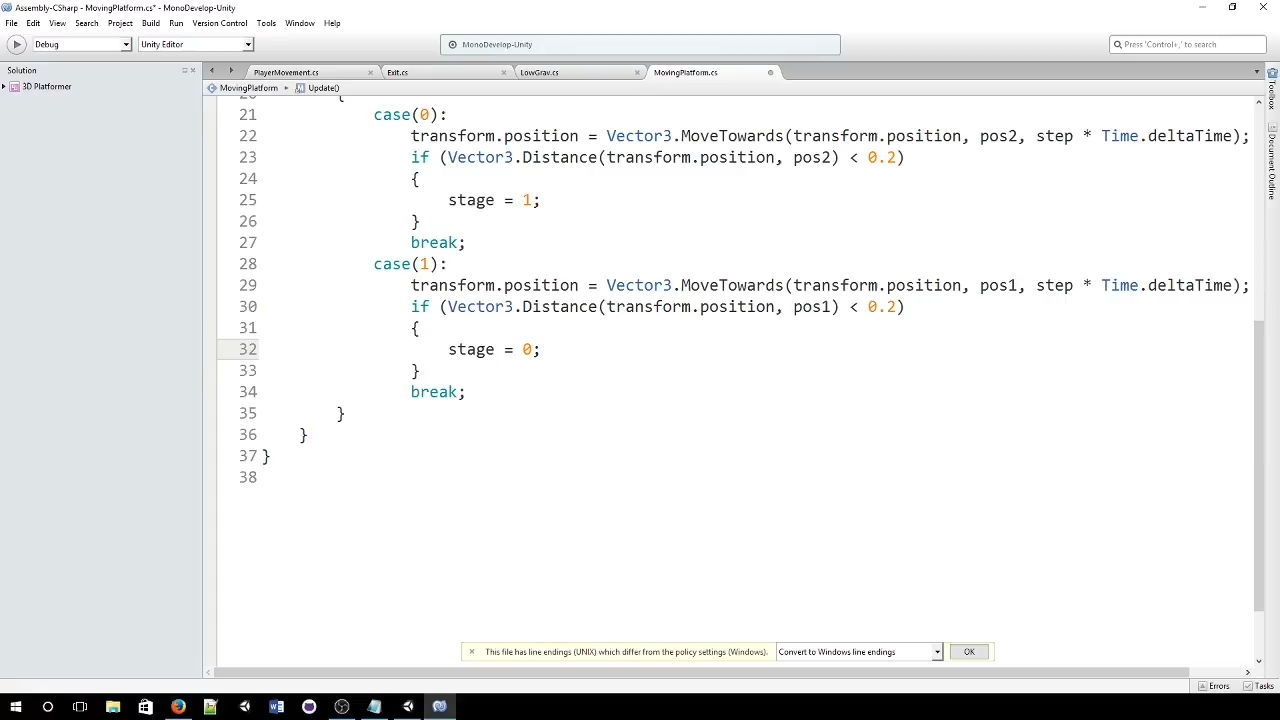 Assembly-CSharp - MovingPlatform.cs* - MonoDevelop-Unity
File Edit View Search Project Build Run Version Control Tools Window Help
Debug Unity Editor MonoDevelop-Unity Press 'Control+,' to search
Solution PlayerMovement.cs Exit.cs LowGrav.cs MovingPlatform.cs
3D Platformer MovingPlatform Update()
Toolbox
Document Outline
{
21 case(0):
22 transform.position = Vector3.MoveTowards(transform.position, pos2, step * Time.deltaTime);
23 if (Vector3.Distance(transform.position, pos2) < 0.2)
24 {
25 stage = 1;
26 }
27 break;
28 case(1):
29 transform.position = Vector3.MoveTowards(transform.position, pos1, step * Time.deltaTime);
30 if (Vector3.Distance(transform.position, pos1) < 0.2)
31 {
32 stage = 0;
33 }
34 break;
35 }
36 }
37 }
38
This file has line endings (UNIX) which differ from the policy settings (Windows). Convert to Windows line endings OK
Errors Tasks